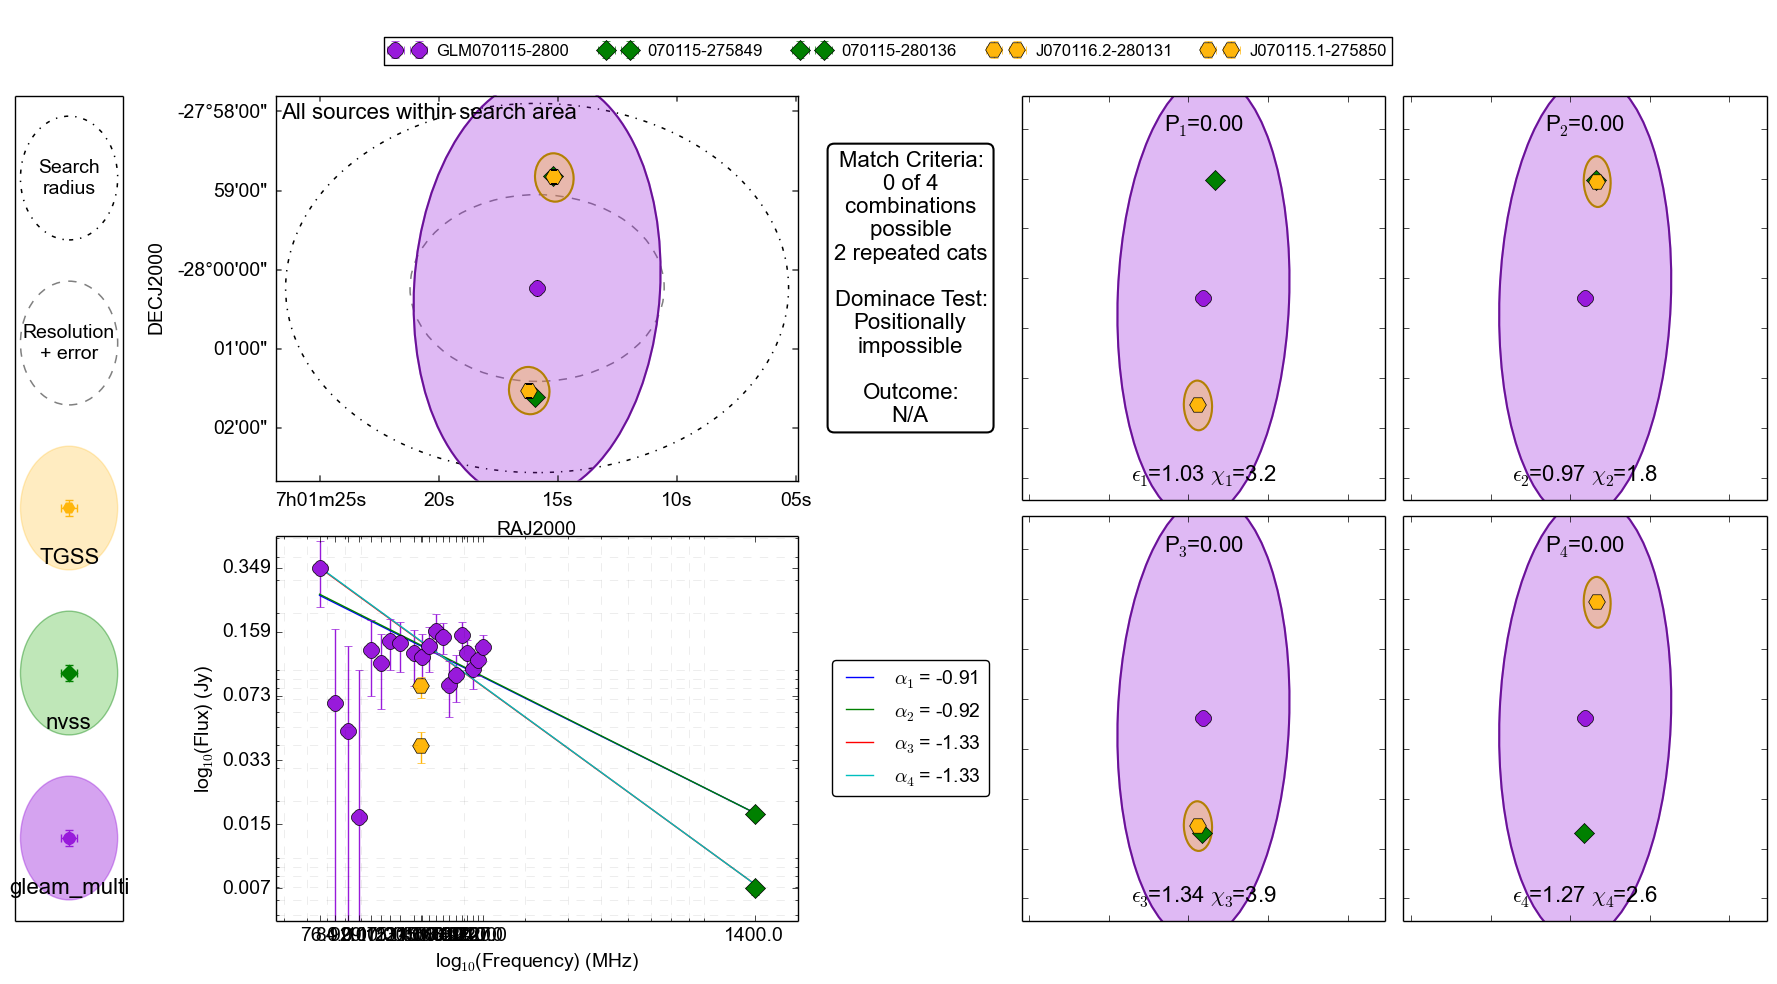 GLM070115-2800 070115-275849 070115-280136 J070116.2-280131 J070115.1-275850
Search
radius
Resolution
+ error
TGSS
nvss
gleam_multi
All sources within search area
-27°58'00"
59'00"
-28°00'00"
01'00"
02'00"
DECJ2000
7h01m25s 20s 15s 10s 05s
RAJ2000
Match Criteria:
0 of 4
combinations
possible
2 repeated cats
Dominace Test:
Positionally
impossible
Outcome:
N/A
P1=0.00
ϵ1=1.03 χ1=3.2
P2=0.00
ϵ2=0.97 χ2=1.8
0.349
0.159
0.073
0.033
0.015
0.007
log10(Flux) (Jy)
1400.0
log10(Frequency) (MHz)
α1 = -0.91
α2 = -0.92
α3 = -1.33
α4 = -1.33
P3=0.00
ϵ3=1.34 χ3=3.9
P4=0.00
ϵ4=1.27 χ4=2.6